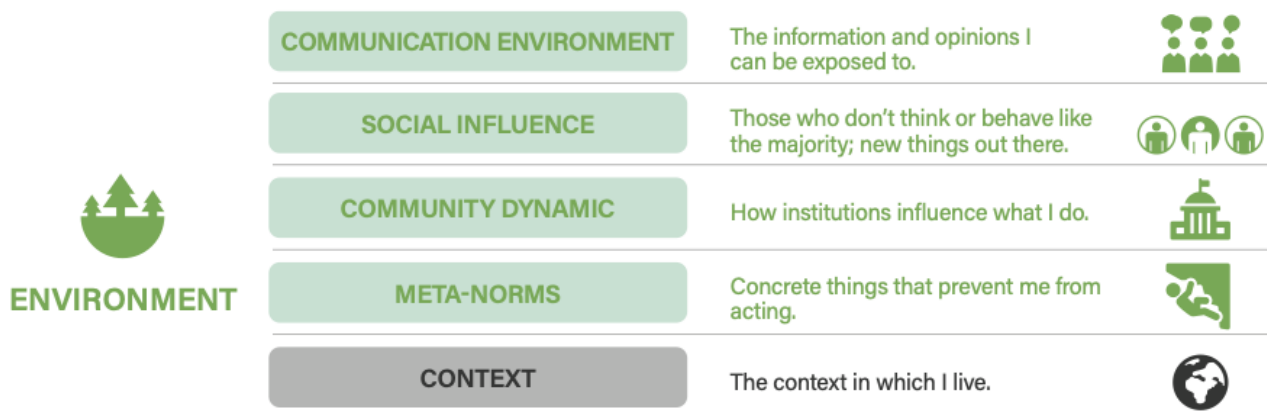 COMMUNICATION ENVIRONMENT
The information and opinions I
can be exposed to.
SOCIAL INFLUENCE
Those who don’t think or behave like
the majority; new things out there.
COMMUNITY DYNAMIC
How institutions influence what I do.
ENVIRONMENT
META-NORMS
Concrete things that prevent me from
acting.
CONTEXT
The context in which I live.